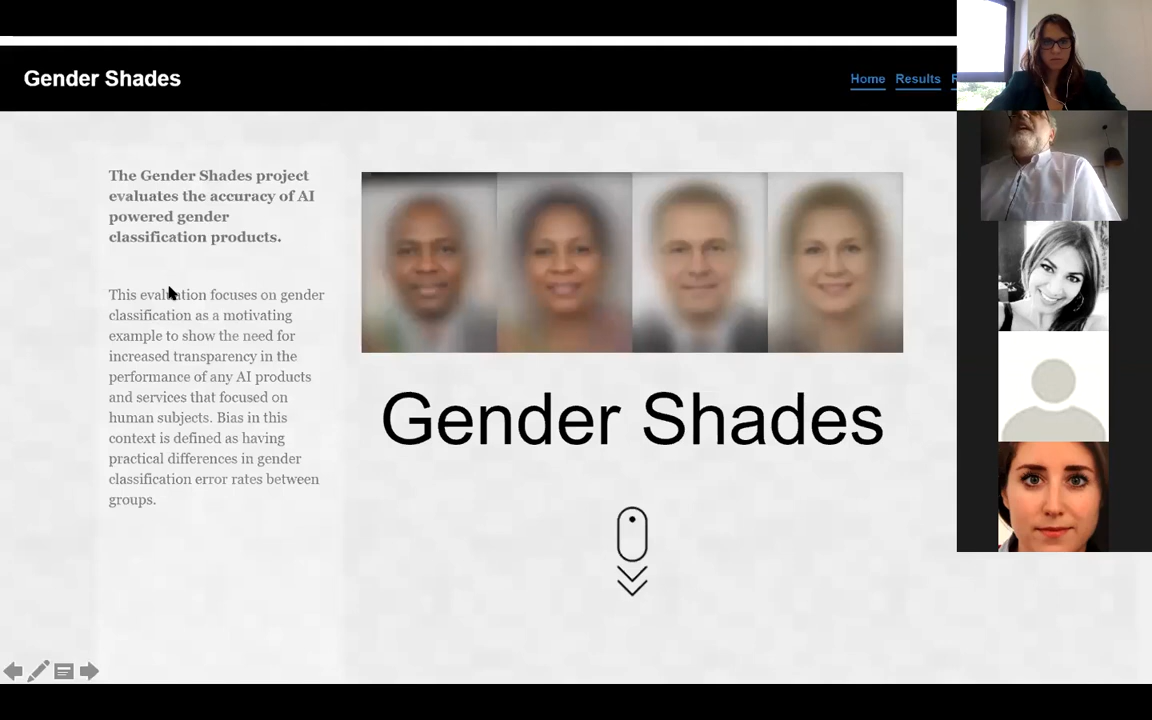 Gender Shades
Home Results
The Gender Shades project
evaluates the accuracy of AI
powered gender
classification products.
This evaluation focuses on gender
classification as a motivating
example to show the need for
increased transparency in the
performance of any AI products
and services that focused on
human subjects. Bias in this
context is defined as having
practical differences in gender
classification error rates between
groups.
Gender Shades